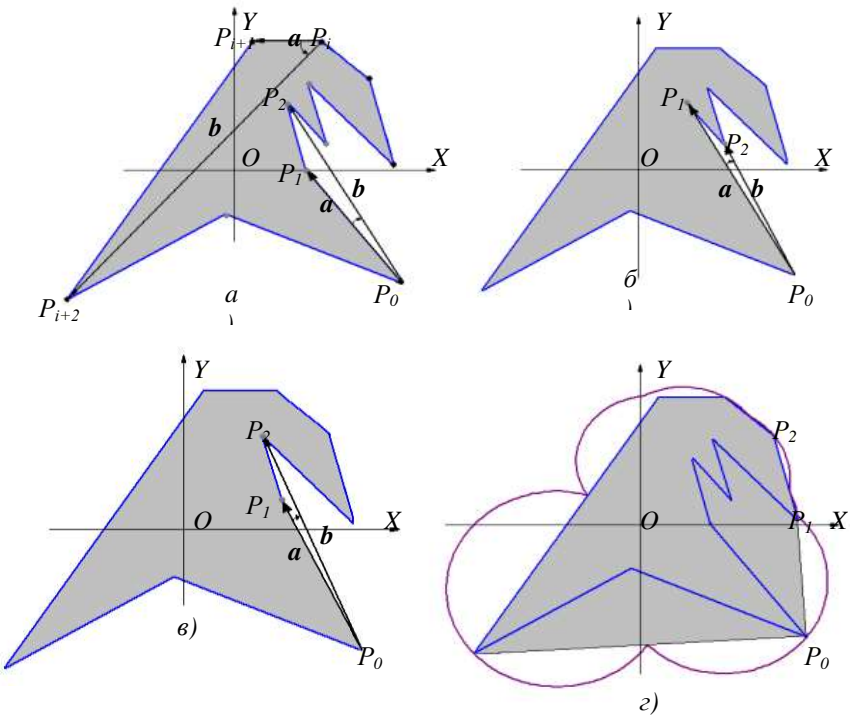 Y
P_{i+1} a P_i
P_2
b
O X
P_1 b
a
P_0
P_{i+2}
а
)
Y
P_1
P_2
O X
a b
P_0
б
)
Y
P_2
P_1
O X
b
a
P_0
в)
Y
P_2
O P_1 X
P_0
г)